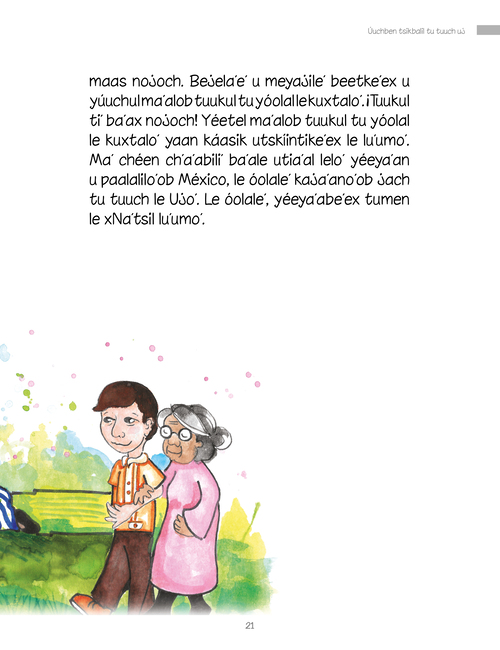 Úuchben tsikbalil tu tuuch uj
maas nojoch. Bejela'e' u meyajile' beetke'ex u
yúuchul ma'alob tuukul tu yóolal le kuxtalo'. ¡Tuukul
ti' ba'ax nojoch! Yéetel ma'alob tuukul tu yóolal
le kuxtalo' yaan káasik utskíintike'ex le lu'umo'.
Ma' chéen ch'a'abili' ba'ale utia'al lelo' yéeya'an
u paalalilo'ob México, le óolale' kaja'ano'ob jach
tu tuuch le Ujo'. Le óolale', yéeya'abe'ex tumen
le xNa'tsil lu'umo'.
21